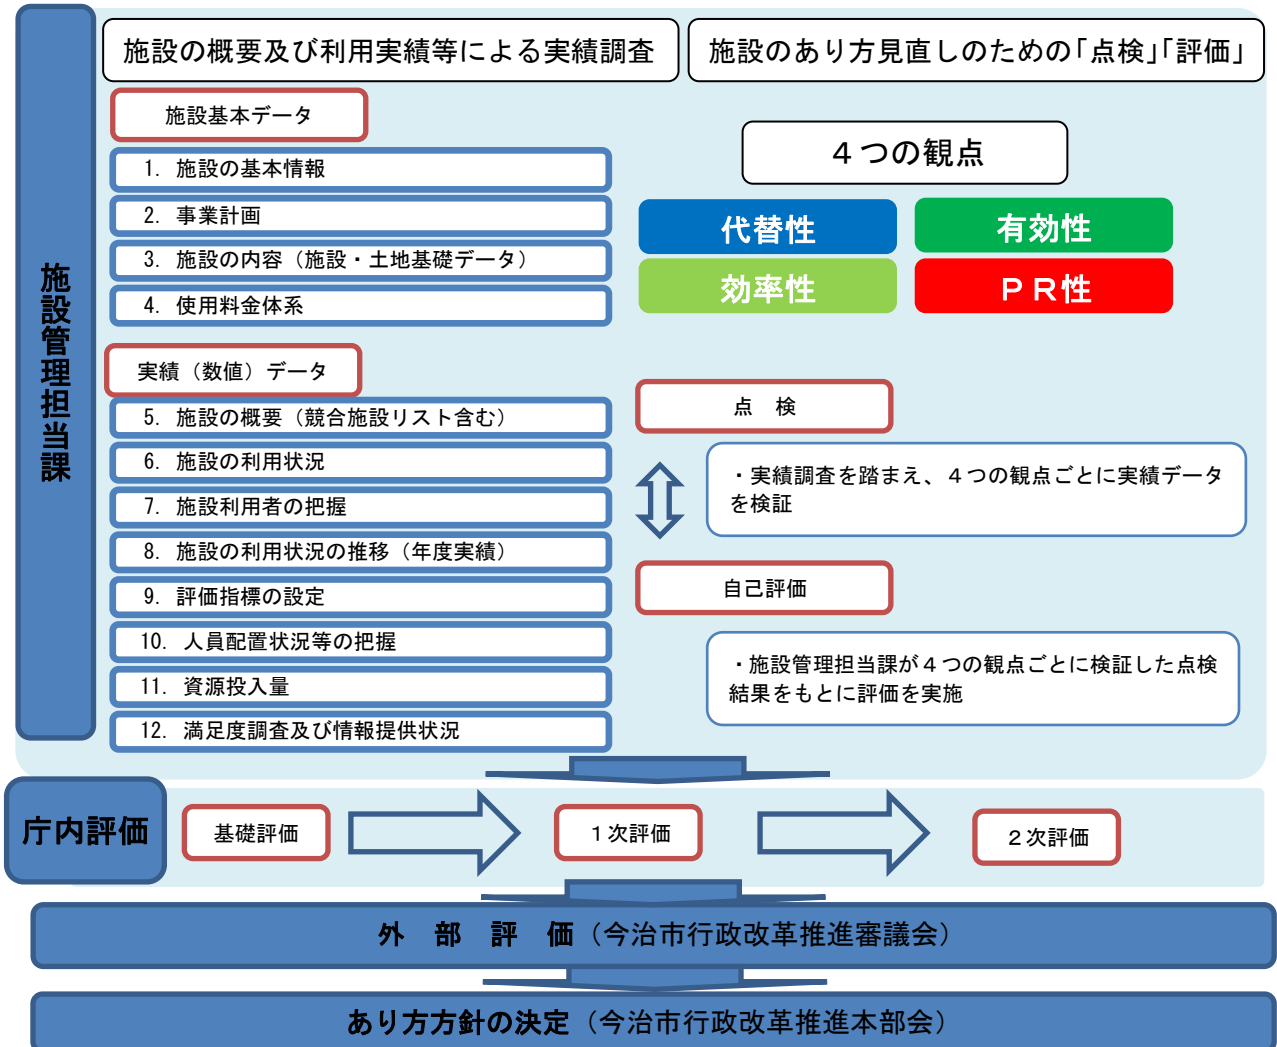 施設管理担当課
施設の概要及び利用実績等による実績調査
施設基本データ
1. 施設の基本情報
2. 事業計画
3. 施設の内容（施設・土地基礎データ）
4. 使用料金体系
実績（数値）データ
5. 施設の概要（競合施設リスト含む）
6. 施設の利用状況
7. 施設利用者の把握
8. 施設の利用状況の推移（年度実績）
9. 評価指標の設定
10. 人員配置状況等の把握
11. 資源投入量
12. 満足度調査及び情報提供状況
施設のあり方見直しのための「点検」「評価」
４つの観点
代替性
有効性
効率性
ＰＲ性
点　検
・実績調査を踏まえ、４つの観点ごとに実績データ
を検証
自己評価
・施設管理担当課が４つの観点ごとに検証した点検
結果をもとに評価を実施
庁内評価
基礎評価
１次評価
２次評価
外　部　評　価（今治市行政改革推進審議会）
あり方方針の決定（今治市行政改革推進本部会）